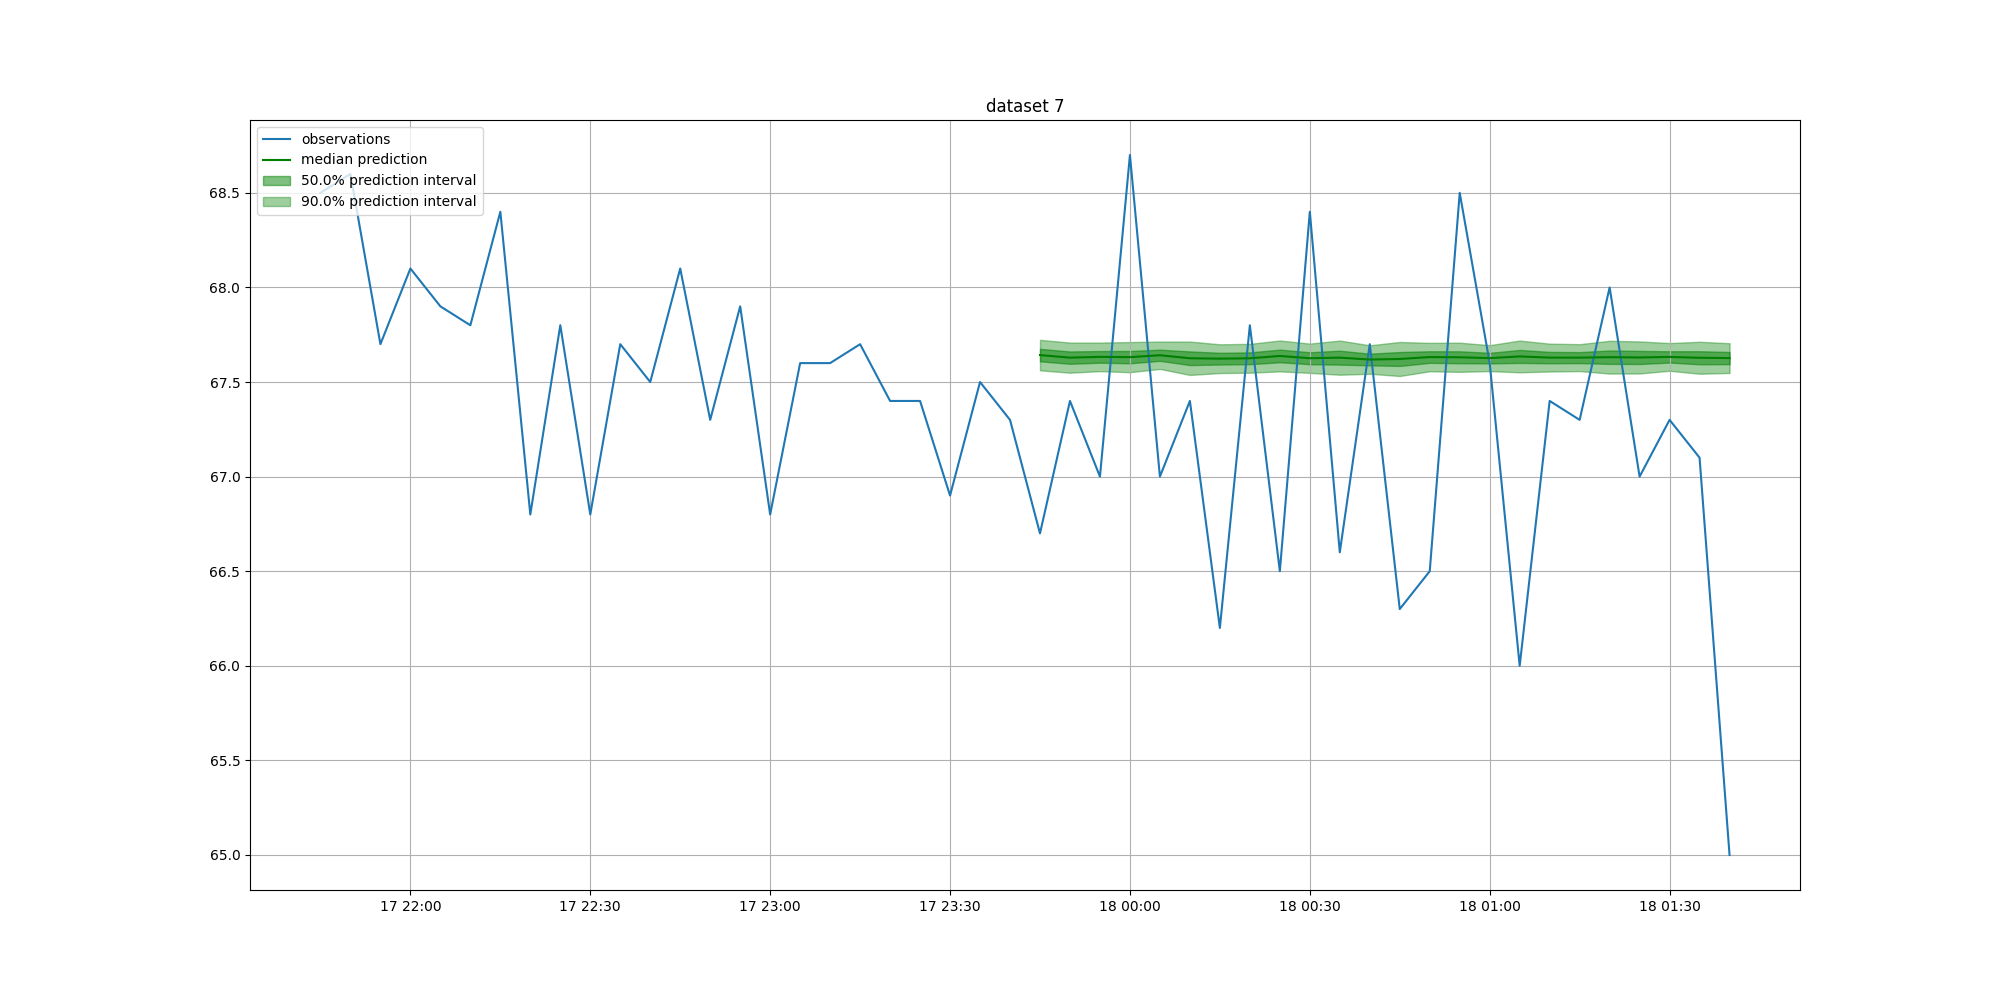 dataset 7
observations
median prediction
50.0% prediction interval
90.0% prediction interval
68.5
68.0
67.5
67.0
66.5
66.0
65.5
65.0
17 22:00 17 22:30 17 23:00 17 23:30 18 00:00 18 00:30 18 01:00 18 01:30